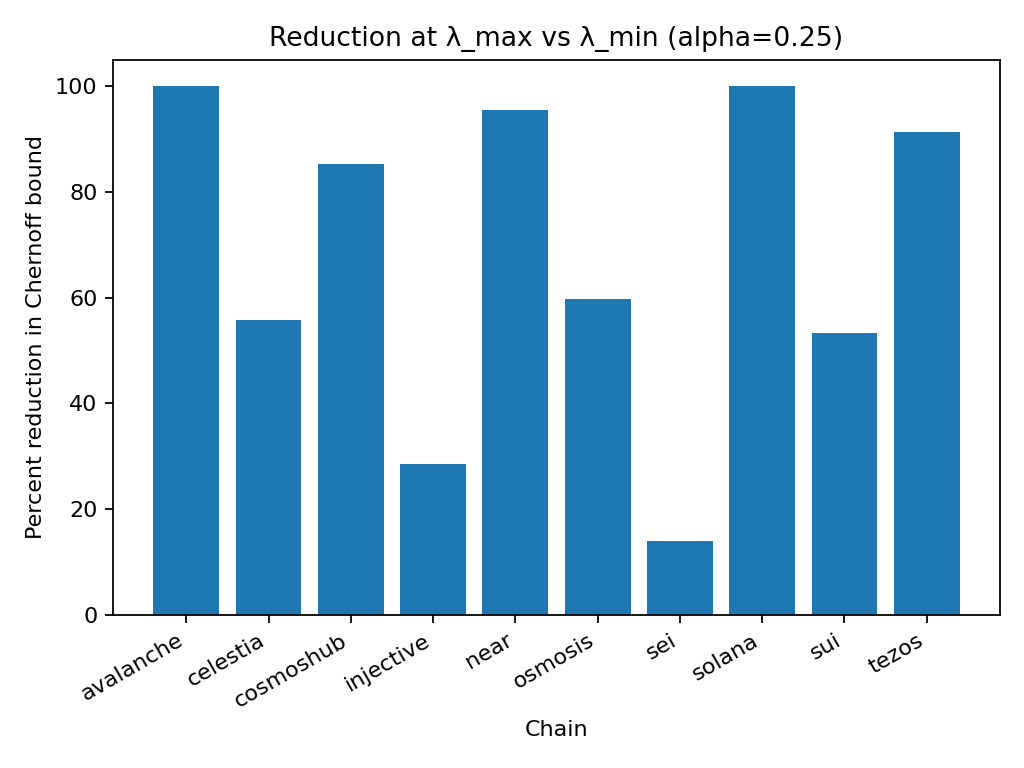 Reduction at λ_max vs λ_min (alpha=0.25)
Percent reduction in Chernoff bound
100
80
60
40
20
0
avalanche
celestia
cosmoshub
injective
near
osmosis
sei
solana
sui
tezos
Chain